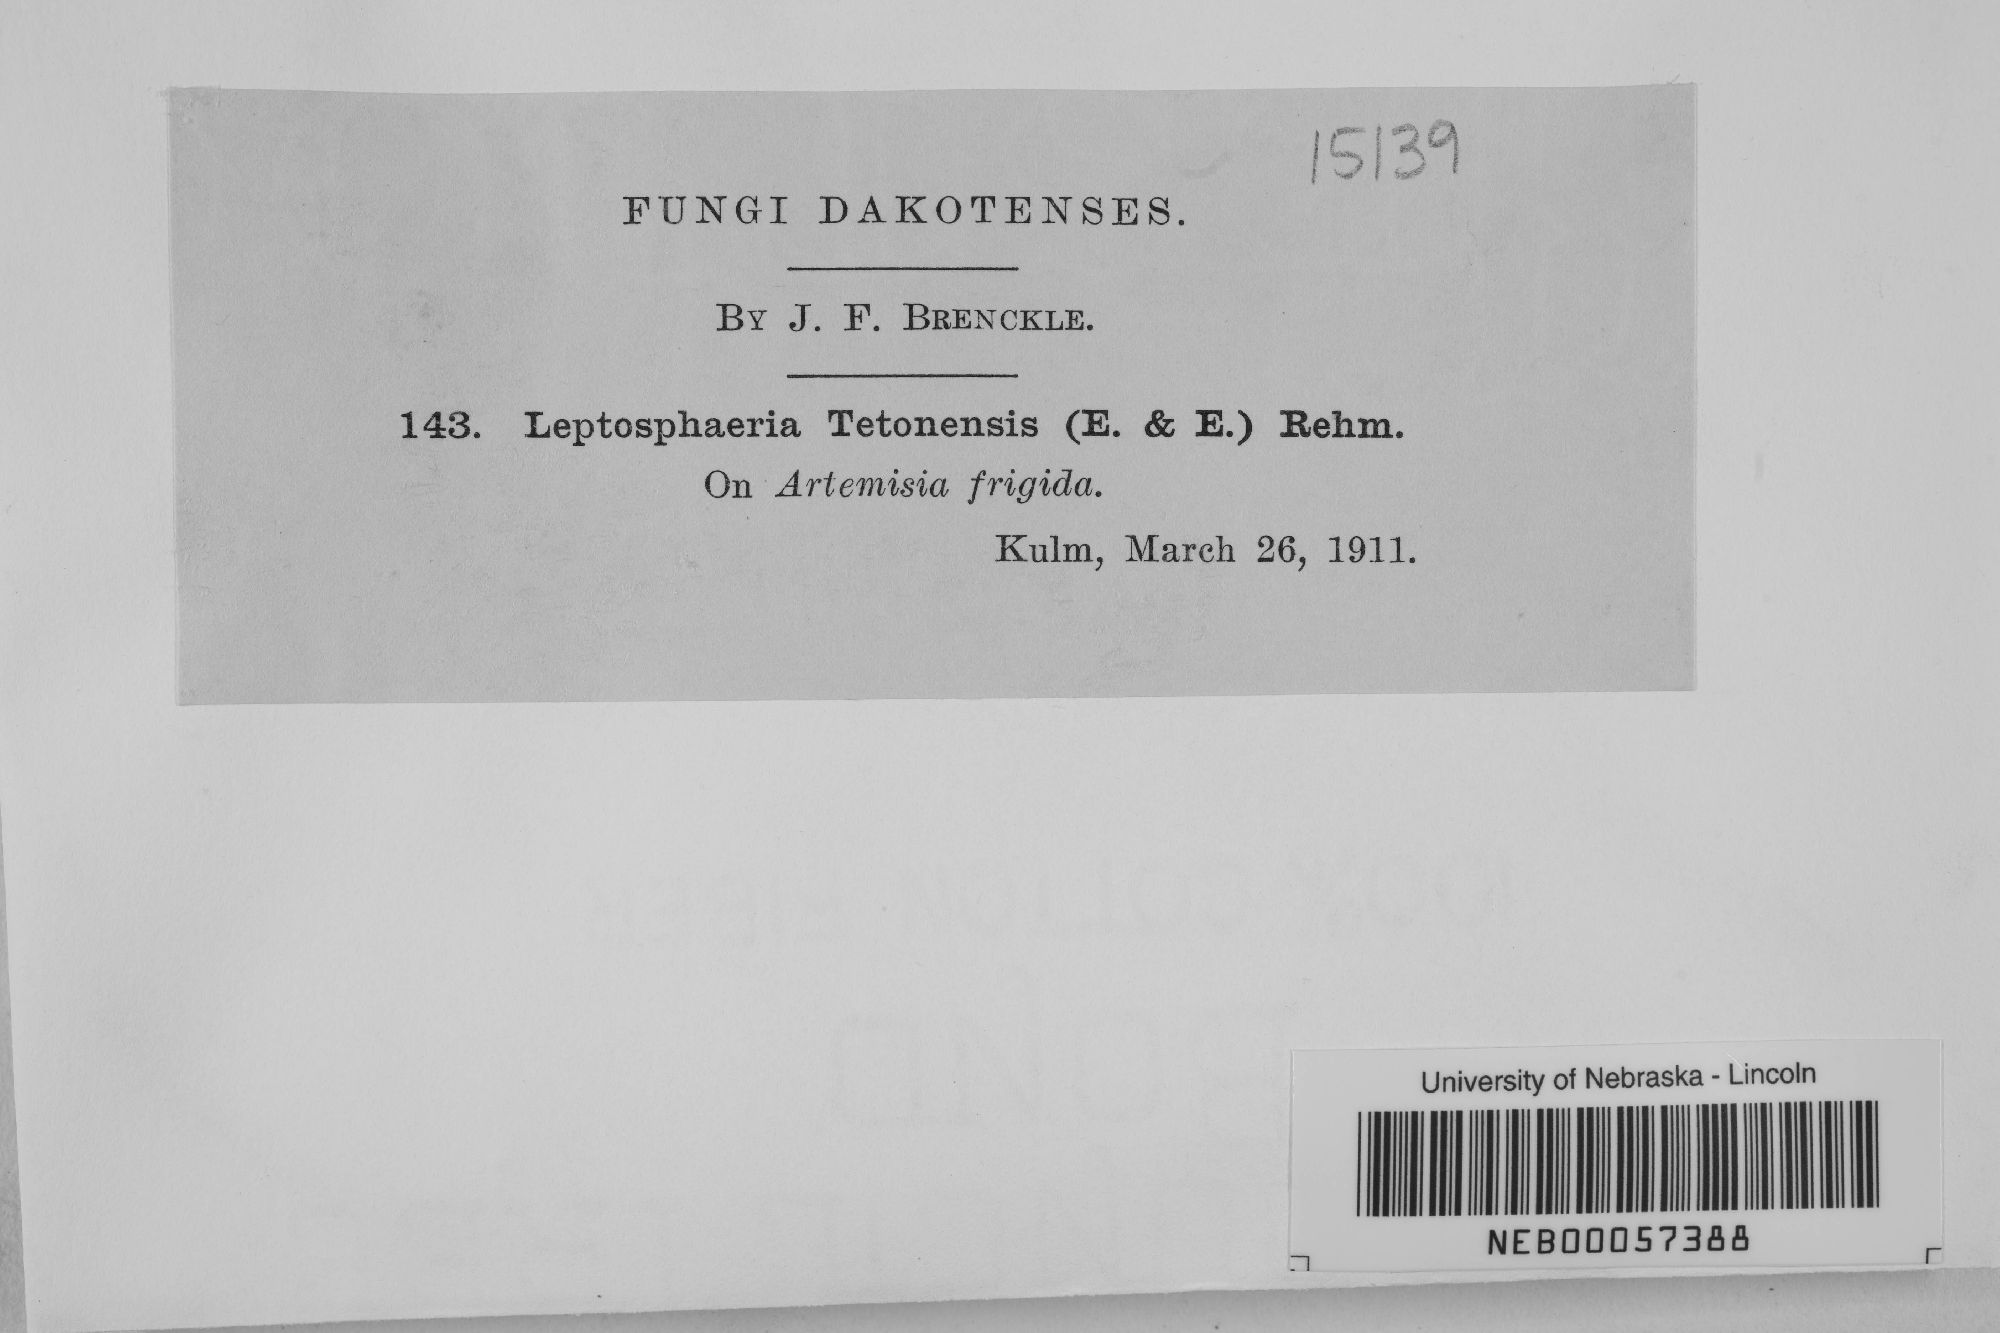 15139
FUNGI DAKOTENSES.
By J. F. Brenckle.
143. Leptosphaeria Tetonensis (E. & E.) Rehm.
On Artemisia frigida.
Kulm, March 26, 1911.
University of Nebraska - Lincoln
NEB00057388